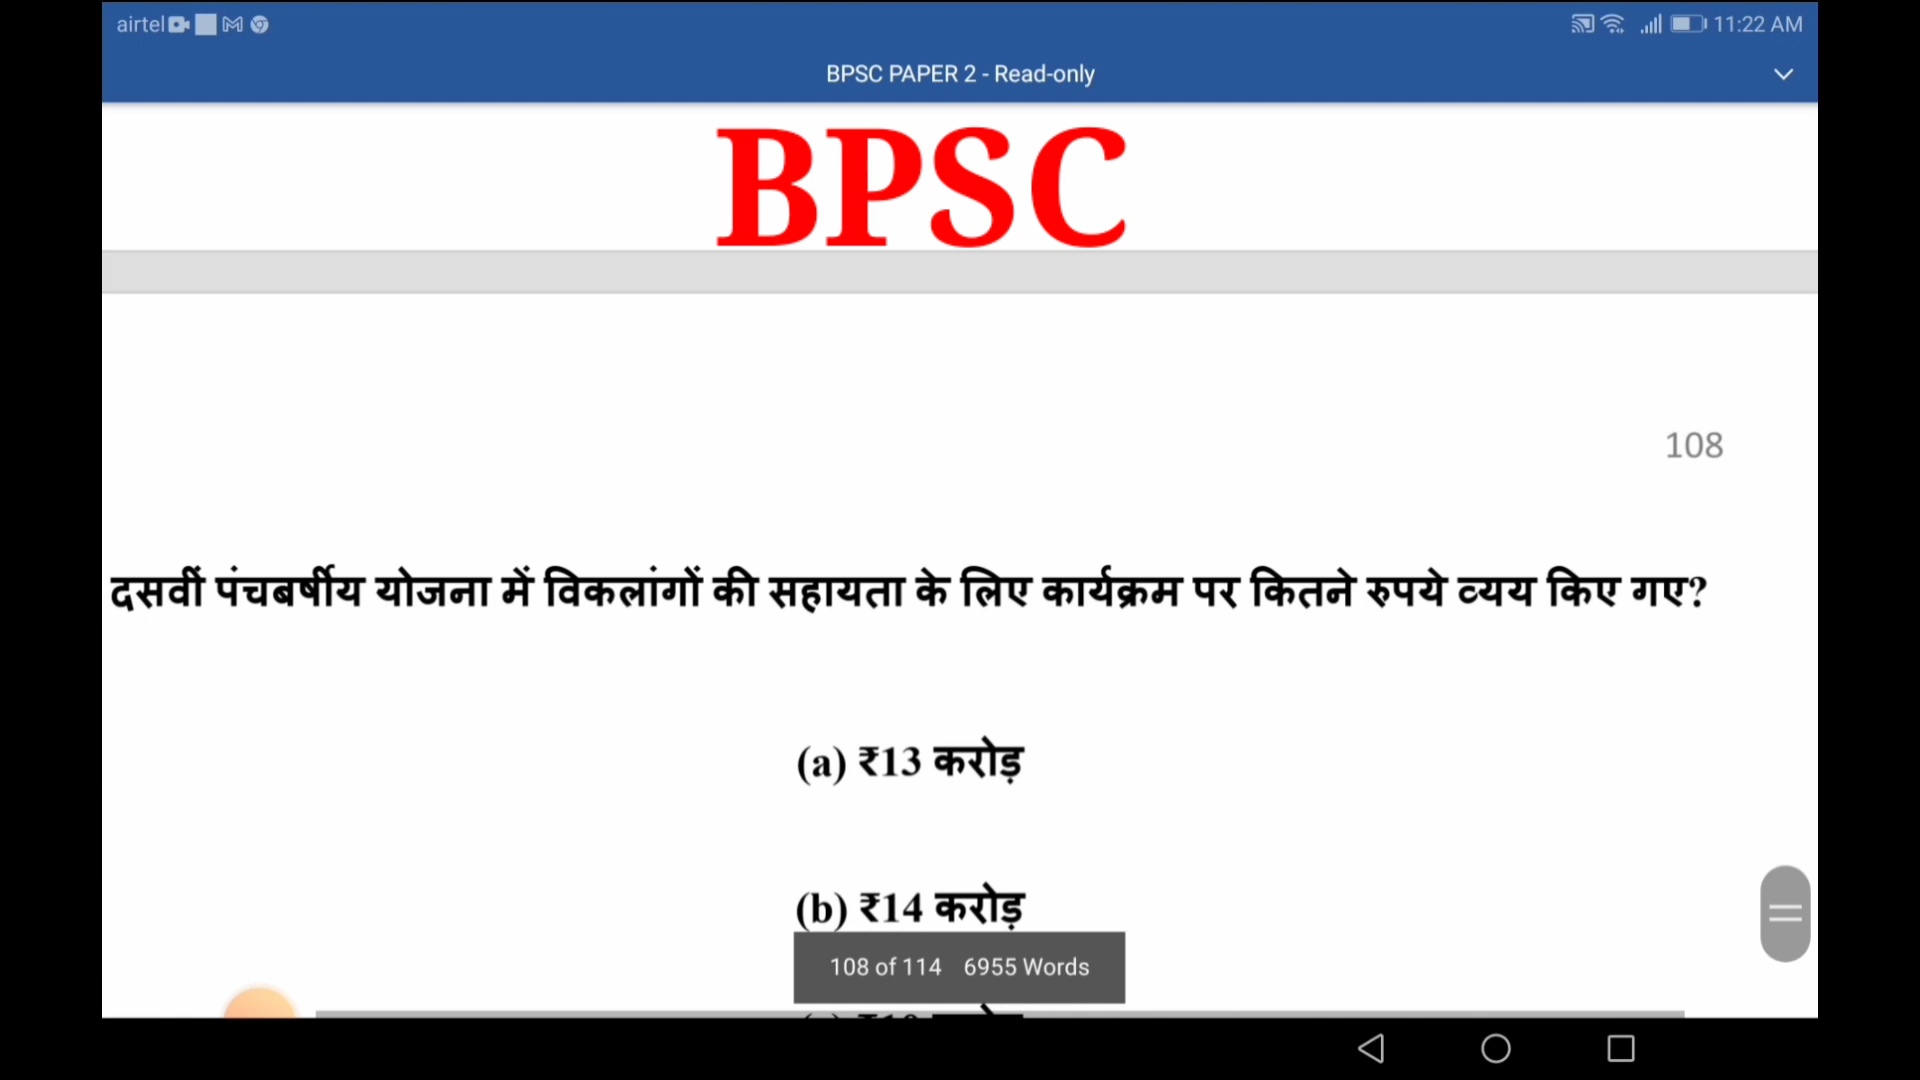 airtel
11:22 AM
BPSC PAPER 2 - Read-only
BPSC
108
दसवीं पंचबर्षीय योजना में विकलांगों की सहायता के लिए कार्यक्रम पर कितने रुपये व्यय किए गए?
(a) ₹13 करोड़
(b) ₹14 करोड़
108 of 114 6955 Words